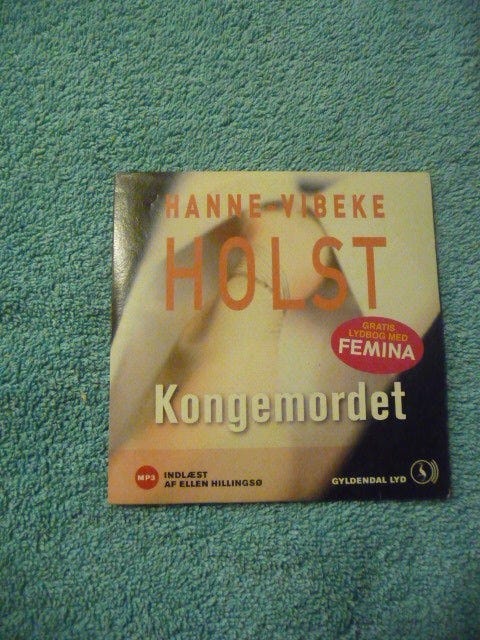 HANNE-VIBEKE
HOLST
GRATIS
LYDBOG MED
FEMINA
Kongemordet
MP3
INDLÆST
AF ELLEN HILLINGSØ
GYLDENDAL LYD